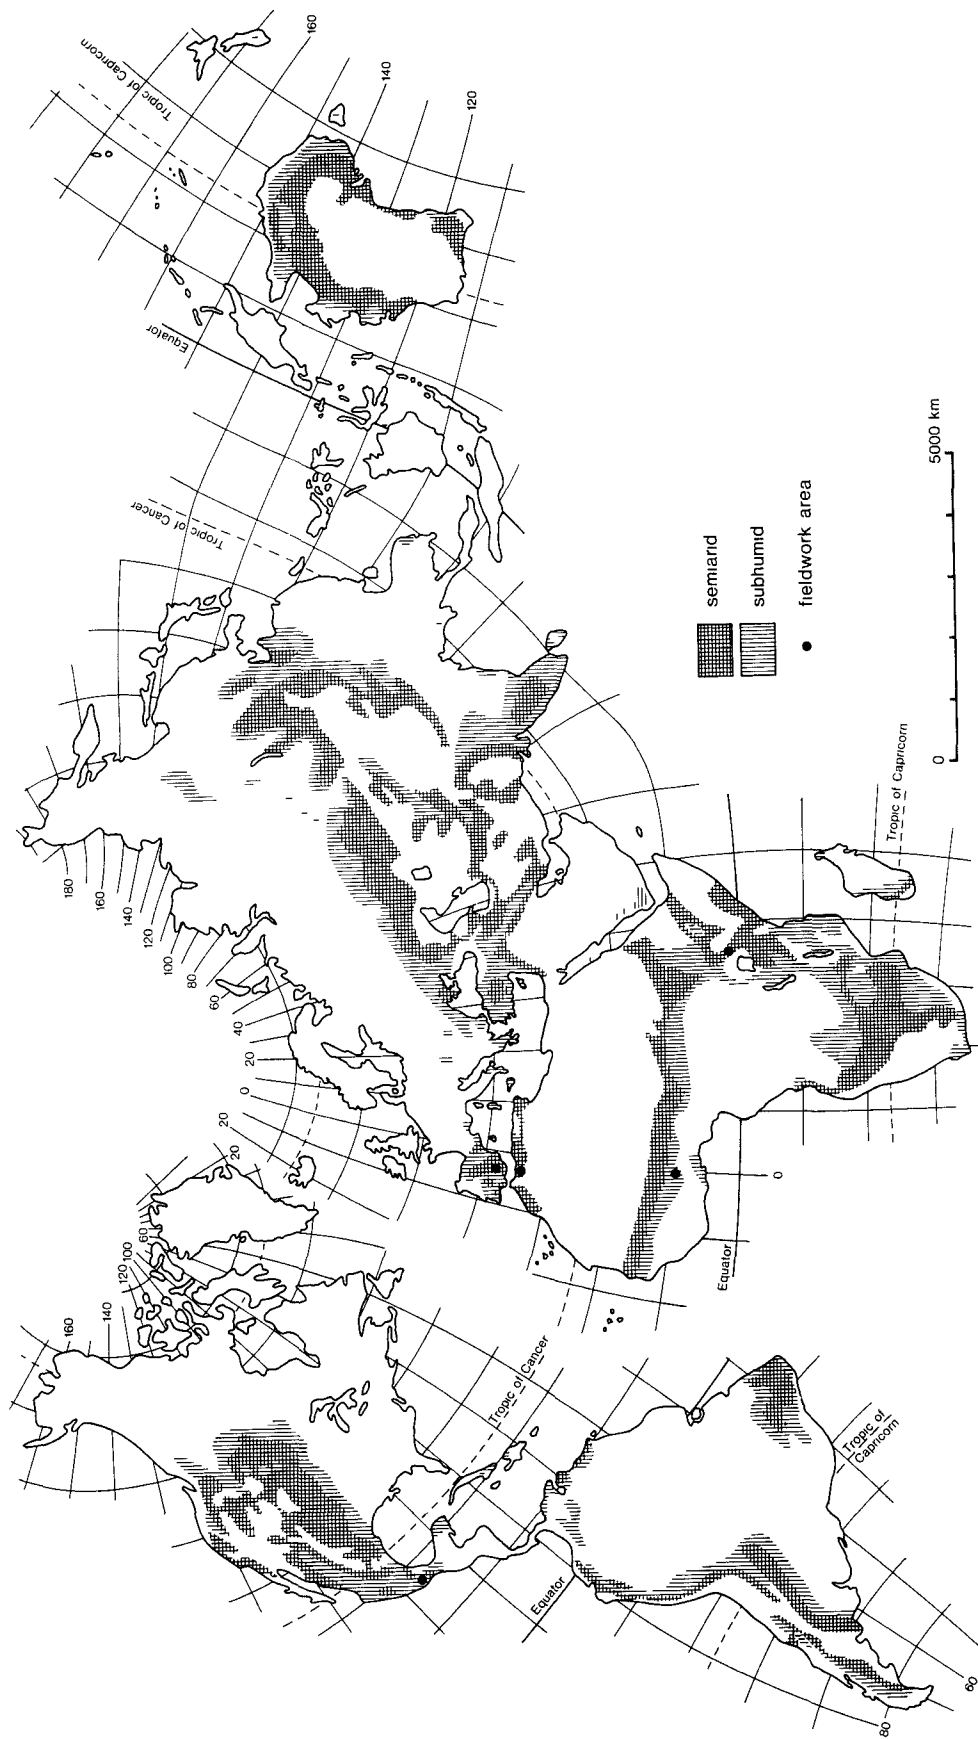 160
140
120
Tropic of Capricorn
Equator
Tropic of Cancer
180
160
140
120
100
80
60
40
20
0
20
20
60
100
120
140
160
Tropic of Cancer
Equator
Tropic of
Capricorn
80
60
Equator
0
Tropic of Capricorn
semiarid
subhumid
fieldwork area
0
5000 km